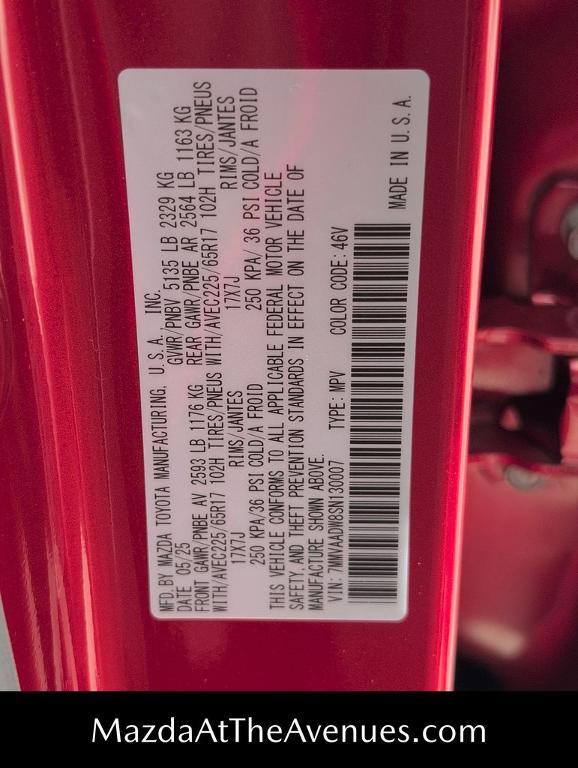 MFD. BY MAZDA TOYOTA MANUFACTURING, U. S. A. INC.
DATE 05/25 GVWR/PNBV 5135 LB 2329 KG
FRONT GAWR/PNBE AV 2593 LB 1176 KG REAR GAWR/PNBE AR 2564 LB 1163 KG
WITH/AVEC225/65R17 102H TIRES/PNEUS WITH/AVEC225/65R17 102H TIRES/PNEUS
17X7J RIMS/JANTES 17X7J RIMS/JANTES
250 KPA/36 PSI COLD/A FROID 250 KPA/ 36 PSI COLD/A FROID
THIS VEHICLE CONFORMS TO ALL APPLICABLE FEDERAL MOTOR VEHICLE
SAFETY, AND THEFT PREVENTION STANDARDS IN EFFECT ON THE DATE OF
MANUFACTURE SHOWN ABOVE.
VIN: 7MMVAADW8SN130007 TYPE: MPV COLOR CODE: 46V
MADE IN U. S. A.
MazdaAtTheAvenues.com